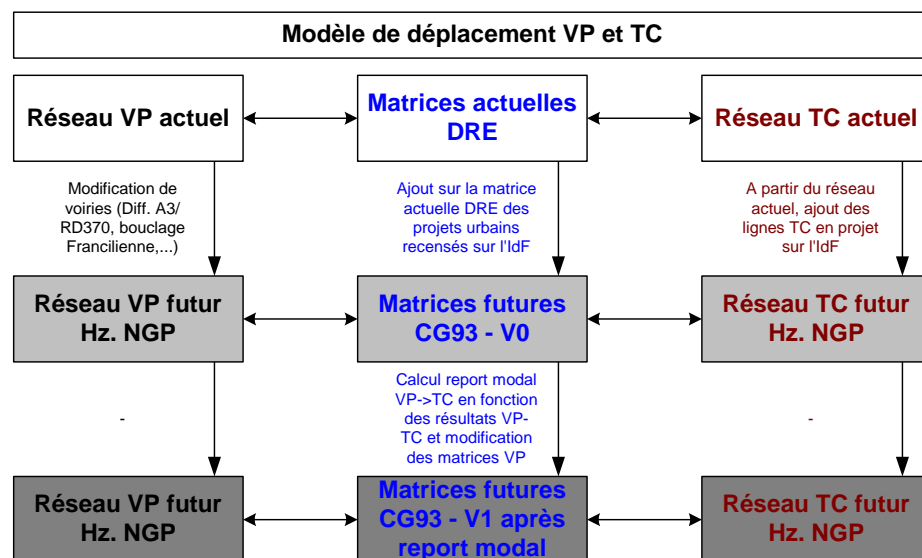 Modèle de déplacement VP et TC
Réseau VP actuel
Matrices actuelles
DRE
Réseau TC actuel
Modification de
voiries (Diff. A3/
RD370, bouclage
Francilienne,...)
Ajout sur la matrice
actuelle DRE des
projets urbains
recensés sur l'IdF
A partir du réseau
actuel, ajout des
lignes TC en projet
sur l'IdF
Réseau VP futur
Hz. NGP
Matrices futures
CG93 - V0
Réseau TC futur
Hz. NGP
-
Calcul report modal
VP->TC en fonction
des résultats VP-
TC et modification
des matrices VP
-
Réseau VP futur
Hz. NGP
Matrices futures
CG93 - V1 après
report modal
Réseau TC futur
Hz. NGP